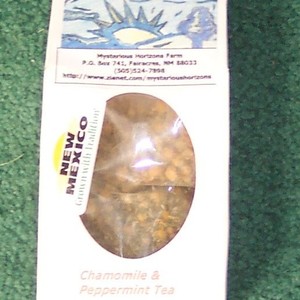 Mysterious Horizons Farm
P.O. Box 741, Fairacres, NM 88033
(505)524-7898
http://www.zianet.com/mysterioushorizons
NEW
MEXICO
Grown with Tradition
Chamomile &
Peppermint Tea